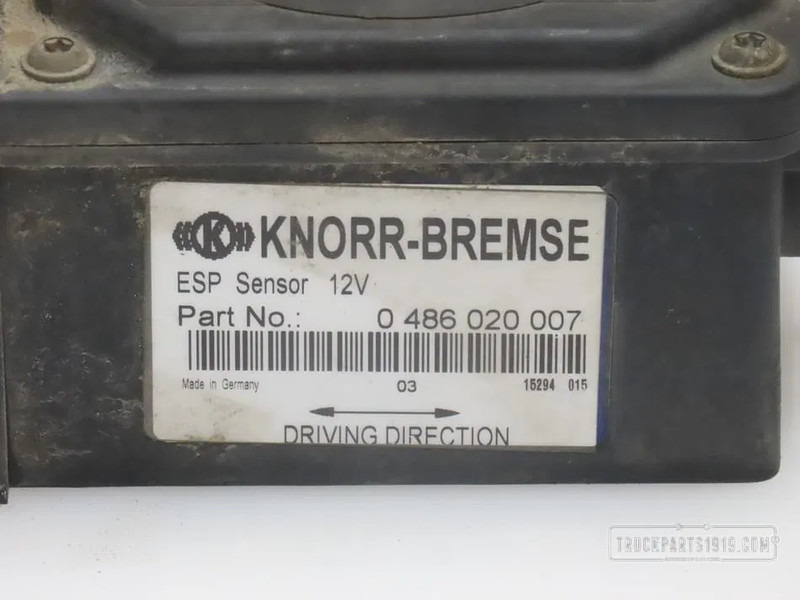 K KNORR-BREMSE
ESP Sensor 12V
Part No.: 0 486 020 007
Made in Germany 03 15294 015
DRIVING DIRECTION
TRUCKPARTS1919.COM